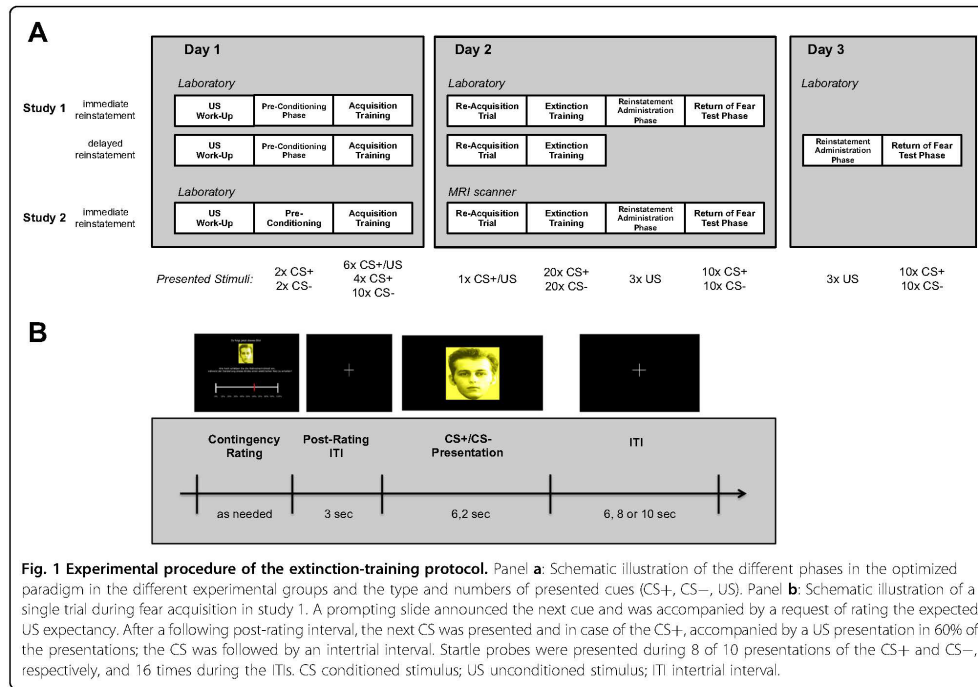 A
Day 1
Day 2
Day 3
Laboratory
Laboratory
Laboratory
Study 1
immediate
reinstatement
US
Work-Up
Pre-Conditioning
Phase
Acquisition
Training
Re-Acquisition
Trial
Extinction
Training
Reinstatement
Administration
Phase
Return of Fear
Test Phase
delayed
reinstatement
US
Work-Up
Pre-Conditioning
Phase
Acquisition
Training
Re-Acquisition
Trial
Extinction
Training
Reinstatement
Administration
Phase
Return of Fear
Test Phase
Laboratory
MRI scanner
Study 2
immediate
reinstatement
US
Work-Up
Pre-
Conditioning
Acquisition
Training
Re-Acquisition
Trial
Extinction
Training
Reinstatement
Administration
Phase
Return of Fear
Test Phase
Presented Stimuli:
2x CS+
2x CS-
6x CS+/US
4x CS+
10x CS-
1x CS+/US
20x CS+
20x CS-
3x US
10x CS+
10x CS-
3x US
10x CS+
10x CS-
B
Contingency
Rating
Post-Rating
ITI
CS+/CS-
Presentation
ITI
as needed
3 sec
6,2 sec
6, 8 or 10 sec
Fig. 1 Experimental procedure of the extinction-training protocol. Panel a: Schematic illustration of the different phases in the optimized
paradigm in the different experimental groups and the type and numbers of presented cues (CS+, CS−, US). Panel b: Schematic illustration of a
single trial during fear acquisition in study 1. A prompting slide announced the next cue and was accompanied by a request of rating the expected
US expectancy. After a following post-rating interval, the next CS was presented and in case of the CS+, accompanied by a US presentation in 60% of
the presentations; the CS was followed by an intertrial interval. Startle probes were presented during 8 of 10 presentations of the CS+ and CS−,
respectively, and 16 times during the ITIs. CS conditioned stimulus; US unconditioned stimulus; ITI intertrial interval.